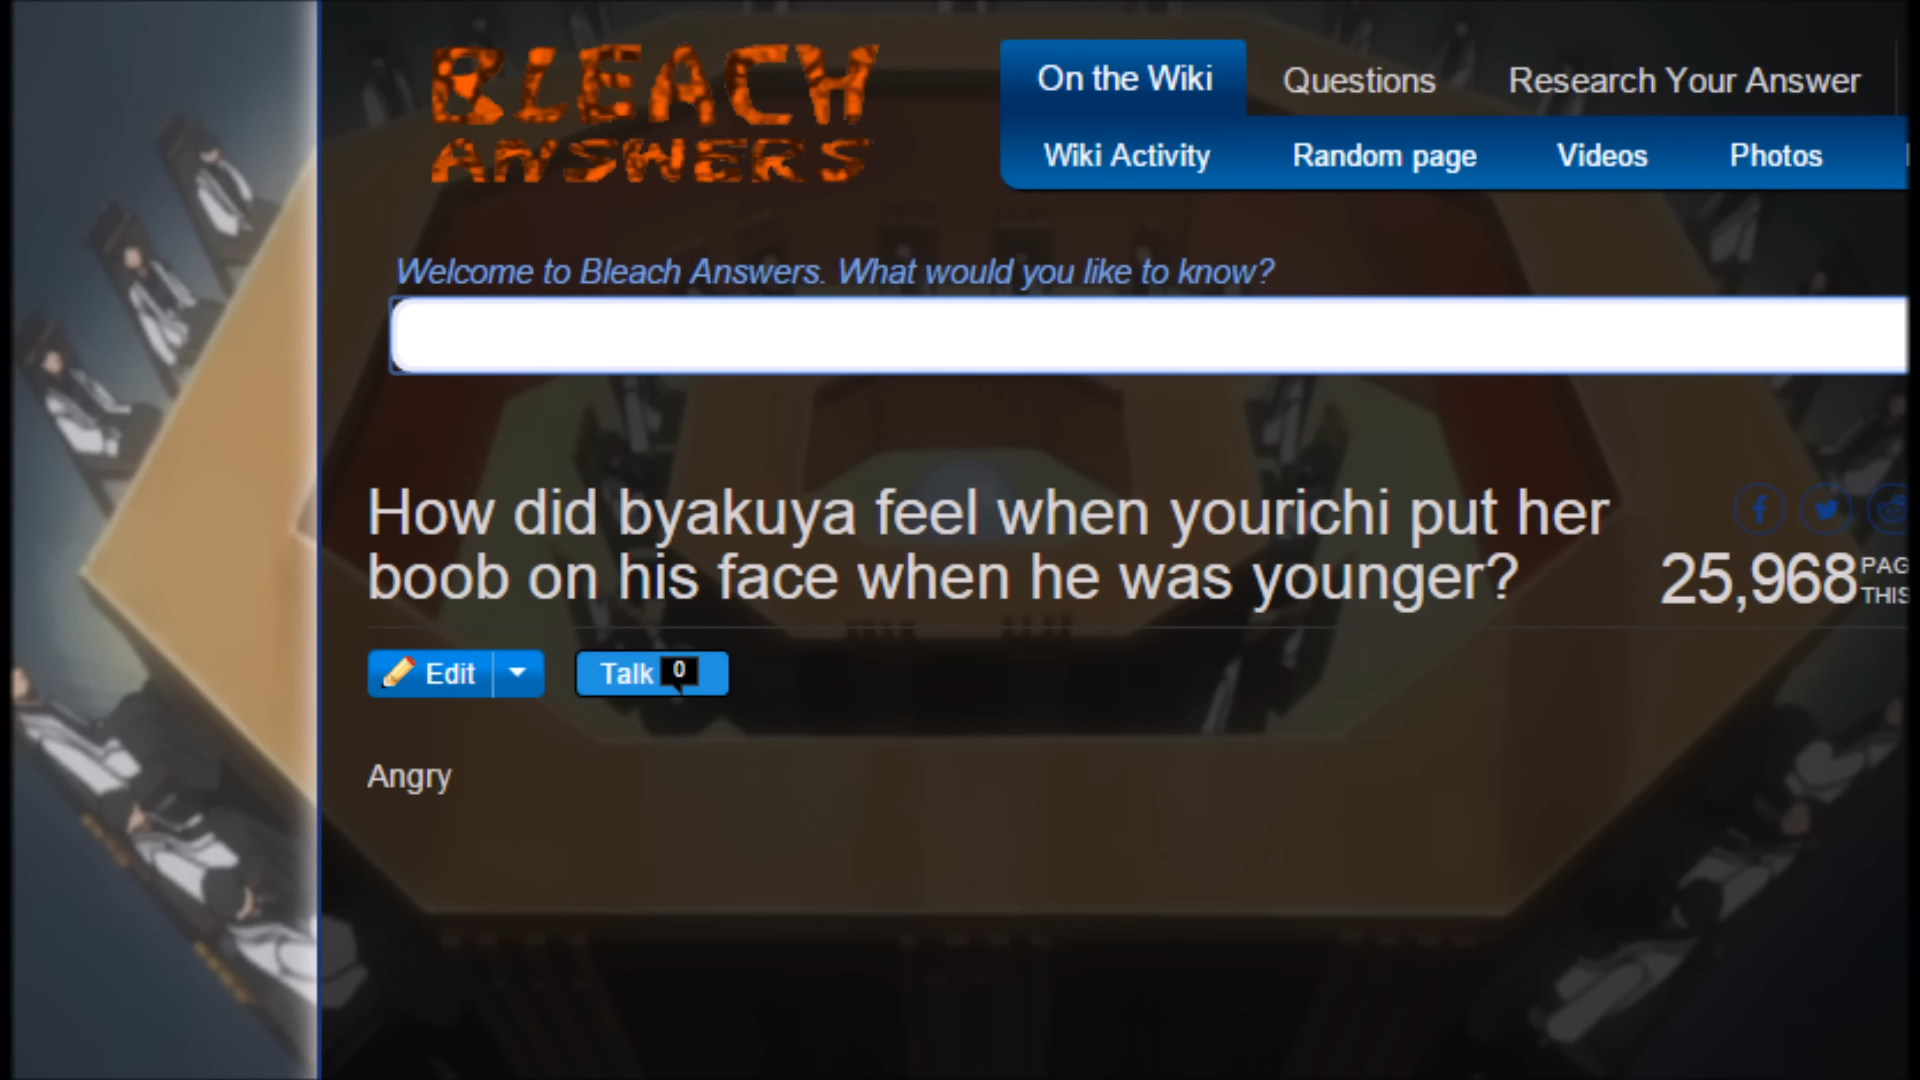 BLEACH
ANSWERS
On the Wiki
Questions
Research Your Answer
Wiki Activity
Random page
Videos
Photos
Welcome to Bleach Answers. What would you like to know?
How did byakuya feel when yourichi put her
boob on his face when he was younger?
25,968
PAG
THIS
Edit
Talk 0
Angry